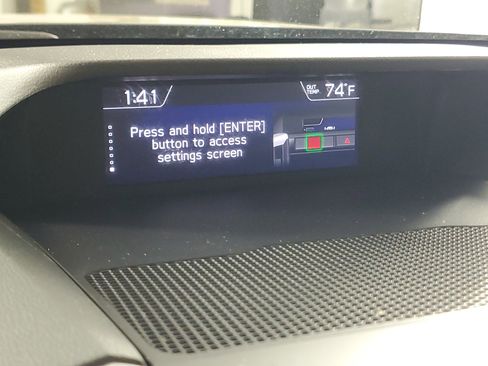 1:41
OUT
TEMP
74°F
Press and hold [ENTER]
button to access
settings screen